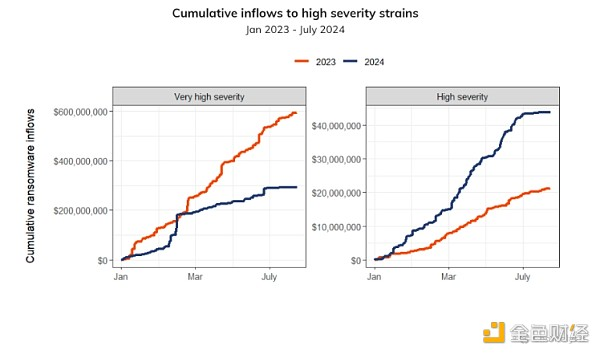 Cumulative inflows to high severity strains
Jan 2023 - July 2024
2023 2024
Very high severity
High severity
Cumulative ransomware inflows
$600,000,000
$400,000,000
$200,000,000
$0
Jan Mar July
$40,000,000
$30,000,000
$20,000,000
$10,000,000
$0
Jan Mar July
金色财经